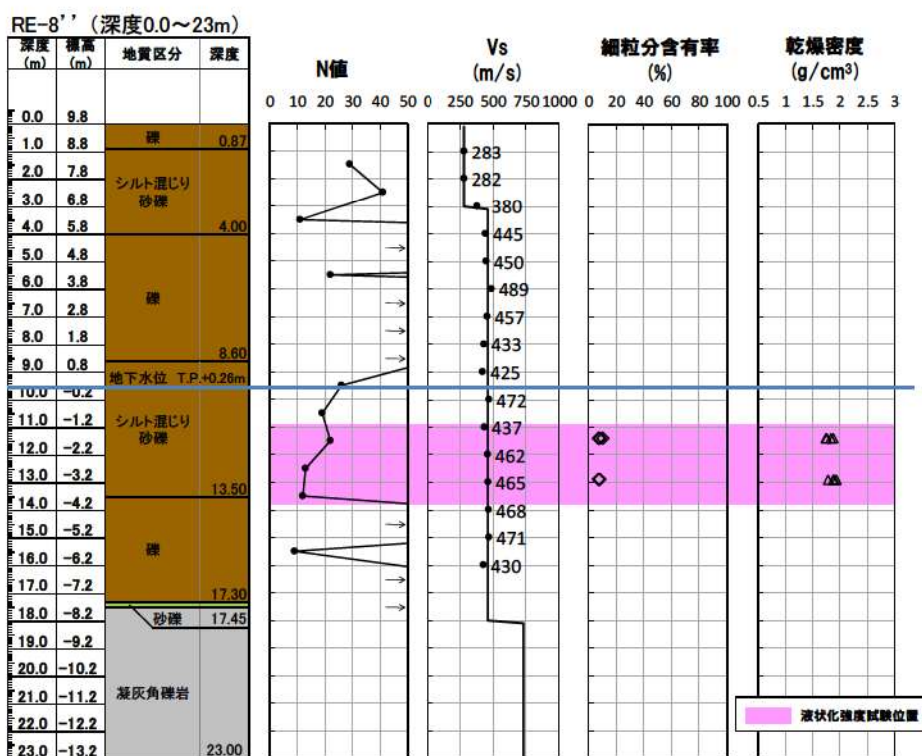 RE-8’’ (深度0.0～23m)
深度 標高 地質区分 深度
(m) (m)
N値
Vs
(m/s)
細粒分含有率
(%)
乾燥密度
(g/cm³)
0 10 20 30 40 50 0 250 500 750 1000 0 20 40 60 80 100 0.5 1 1.5 2 2.5 3
0.0 9.8
礫 0.87
1.0 8.8
283
2.0 7.8
シルト混じり
砂礫
282
3.0 6.8
380
4.0 5.8 4.00
445
5.0 4.8
450
6.0 3.8
礫
489
7.0 2.8
457
8.0 1.8
433
8.60
9.0 0.8
425
地下水位 T.P.+0.26m
10.0 -0.2
472
11.0 -1.2
シルト混じり
砂礫
437
12.0 -2.2
462
13.0 -3.2
465
13.50
14.0 -4.2
468
15.0 -5.2
471
礫
16.0 -6.2
430
17.0 -7.2
17.30
18.0 -8.2
砂礫 17.45
19.0 -9.2
20.0 -10.2
21.0 -11.2
凝灰角礫岩
22.0 -12.2
23.0 -13.2 23.00
液状化強度試験位置